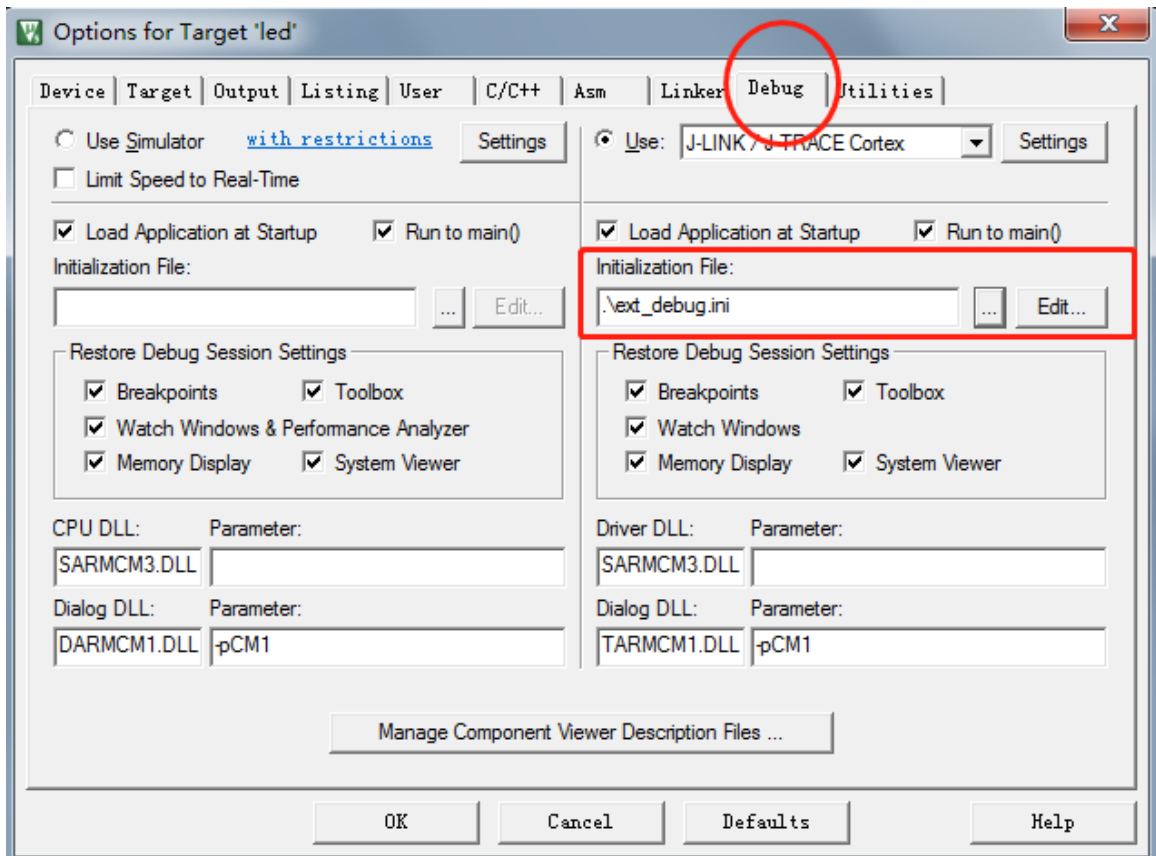 Options for Target 'led'
Device Target Output Listing User C/C++ Asm Linker Debug Utilities
Use Simulator with restrictions Settings Use: J-LINK / J-TRACE Cortex Settings
Limit Speed to Real-Time
Load Application at Startup Run to main() Load Application at Startup Run to main()
Initialization File: Initialization File:
... Edit... .\ext_debug.ini ... Edit...
Restore Debug Session Settings Restore Debug Session Settings
Breakpoints Toolbox Breakpoints Toolbox
Watch Windows & Performance Analyzer Watch Windows
Memory Display System Viewer Memory Display System Viewer
CPU DLL: Parameter: Driver DLL: Parameter:
SARMCM3.DLL SARMCM3.DLL
Dialog DLL: Parameter: Dialog DLL: Parameter:
DARMCM1.DLL -pCM1 TARMCM1.DLL -pCM1
Manage Component Viewer Description Files ...
OK Cancel Defaults Help